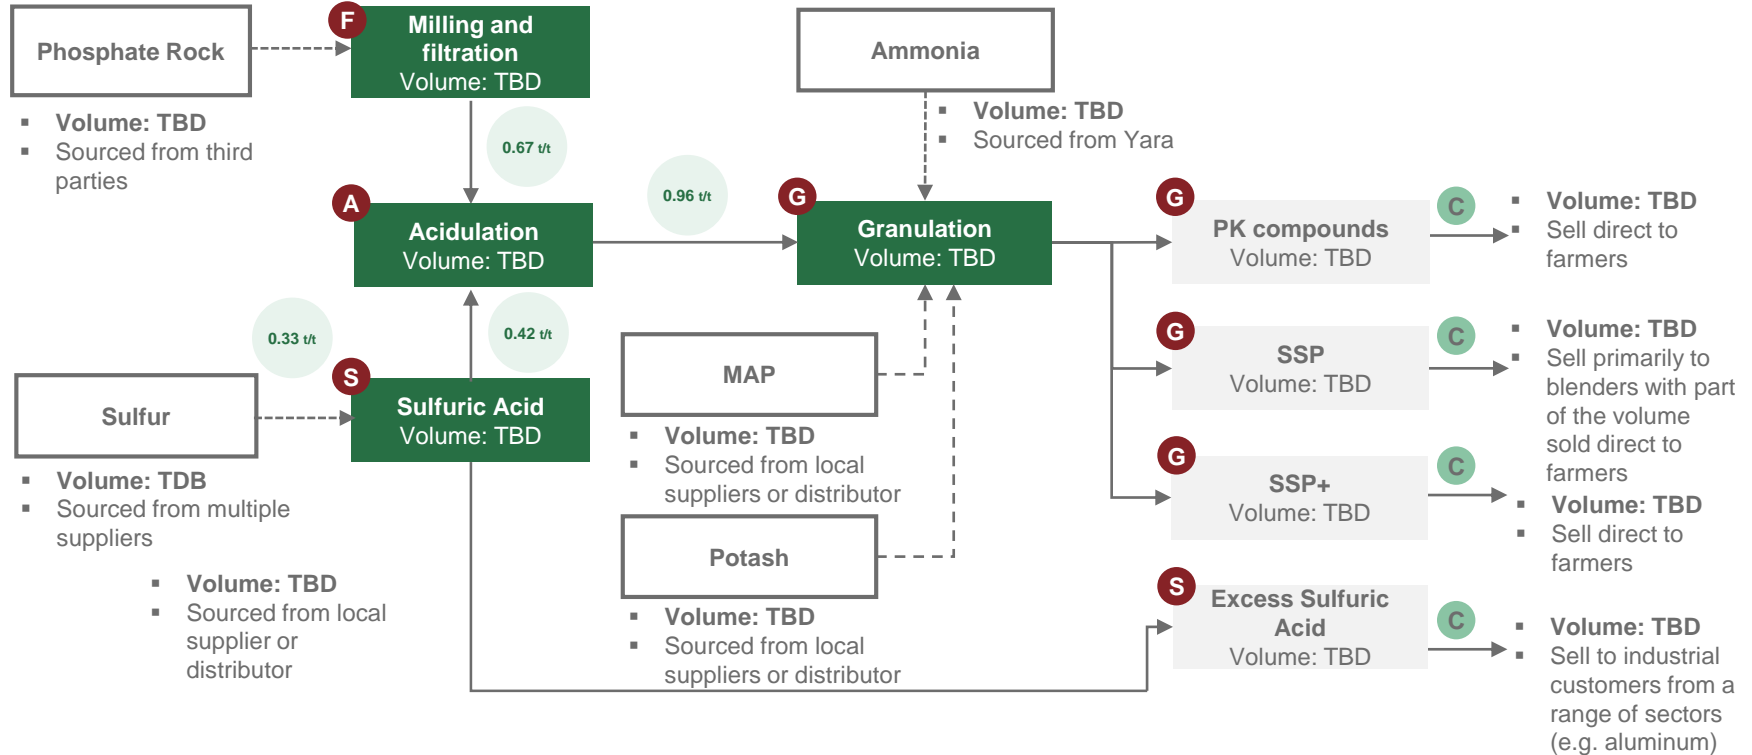 F
Phosphate Rock
Milling and
filtration
Volume: TBD
▪ Volume: TBD
▪ Sourced from third
parties
0.67 t/t
Ammonia
▪ Volume: TBD
▪ Sourced from Yara
A
Acidulation
Volume: TBD
0.96 t/t
G
Granulation
Volume: TBD
G
PK compounds
Volume: TBD
C
▪ Volume: TBD
▪ Sell direct to
farmers
0.33 t/t
0.42 t/t
Sulfur
S
Sulfuric Acid
Volume: TBD
▪ Volume: TDB
▪ Sourced from multiple
suppliers
▪ Volume: TBD
▪ Sourced from local
supplier or
distributor
MAP
▪ Volume: TBD
▪ Sourced from local
suppliers or distributor
Potash
▪ Volume: TBD
▪ Sourced from local
suppliers or distributor
G
SSP
Volume: TBD
C
▪ Volume: TBD
▪ Sell primarily to
blenders with part
of the volume
sold direct to
farmers
G
SSP+
Volume: TBD
C
▪ Volume: TBD
▪ Sell direct to
farmers
S
Excess Sulfuric
Acid
Volume: TBD
C
▪ Volume: TBD
▪ Sell to industrial
customers from a
range of sectors
(e.g. aluminum)